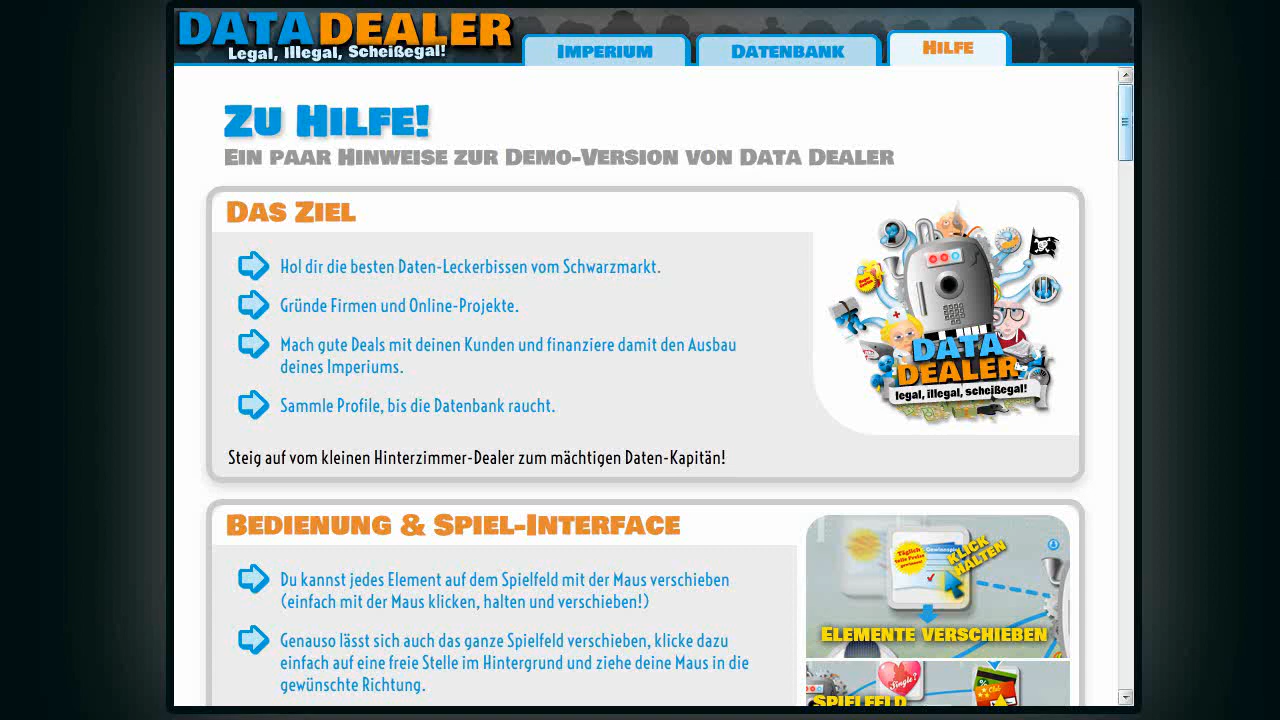 DATADEALER
Legal, Illegal, Scheißegal!
Imperium
Datenbank
Hilfe
Zu Hilfe!
Ein paar Hinweise zur Demo-Version von Data Dealer
Das Ziel
Hol dir die besten Daten-Leckerbissen vom Schwarzmarkt.
Gründe Firmen und Online-Projekte.
Mach gute Deals mit deinen Kunden und finanziere damit den Ausbau
deines Imperiums.
Sammle Profile, bis die Datenbank raucht.
Steig auf vom kleinen Hinterzimmer-Dealer zum mächtigen Daten-Kapitän!
DATA
DEALER
legal, illegal, scheißegal!
Bedienung & Spiel-Interface
Du kannst jedes Element auf dem Spielfeld mit der Maus verschieben
(einfach mit der Maus klicken, halten und verschieben!)
Genauso lässt sich auch das ganze Spielfeld verschieben, klicke dazu
einfach auf eine freie Stelle im Hintergrund und ziehe deine Maus in die
gewünschte Richtung.
Täglich
tolle Preise
Klick
halten
Elemente verschieben
Single?
Spielfeld